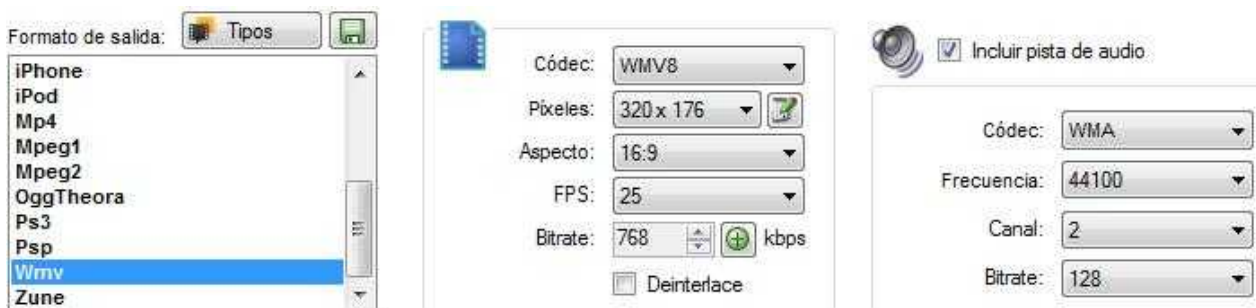 Formato de salida: Tipos
iPhone
iPod
Mp4
Mpeg1
Mpeg2
OggTheora
Ps3
Psp
Wmv
Zune
Códec: WMV8
Píxeles: 320 x 176
Aspecto: 16:9
FPS: 25
Bitrate: 768 kbps
Deinterlace
Incluir pista de audio
Códec: WMA
Frecuencia: 44100
Canal: 2
Bitrate: 128